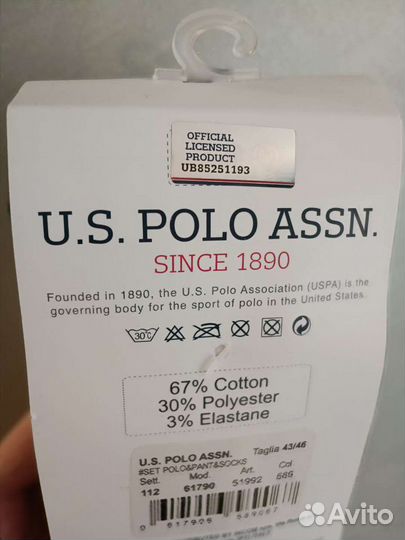 OFFICIAL
LICENSED
PRODUCT
UB85251193
U.S. POLO ASSN.
SINCE 1890
Founded in 1890, the U.S. Polo Association (USPA) is the
governing body for the sport of polo in the United States.
30°C
67% Cotton
30% Polyester
3% Elastane
U.S. POLO ASSN. Taglia 43/46
#SET POLO&PANT&SOCKS
Sett. Mod. Art. Col
112 61790 51992 689
Avito